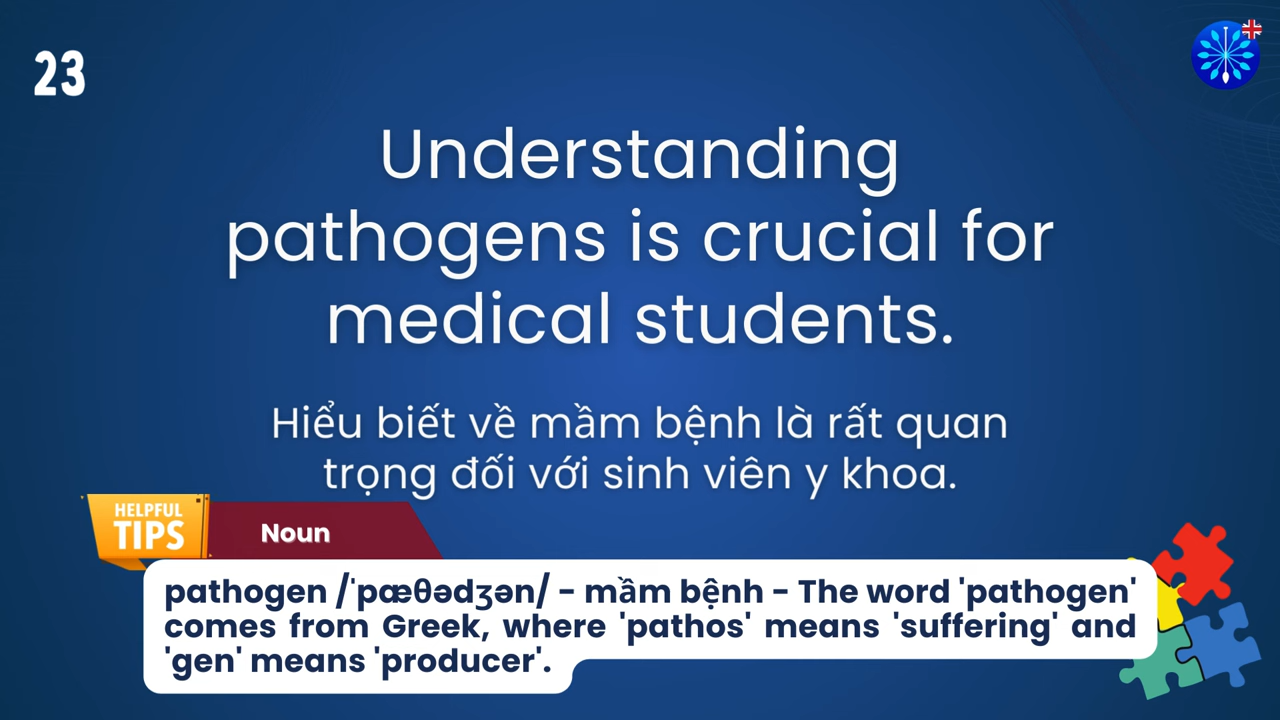 23
Understanding
pathogens is crucial for
medical students.
Hiểu biết về mầm bệnh là rất quan
trọng đối với sinh viên y khoa.
HELPFUL
TIPS
Noun
pathogen /ˈpæθədʒən/ - mầm bệnh - The word 'pathogen'
comes from Greek, where 'pathos' means 'suffering' and
'gen' means 'producer'.